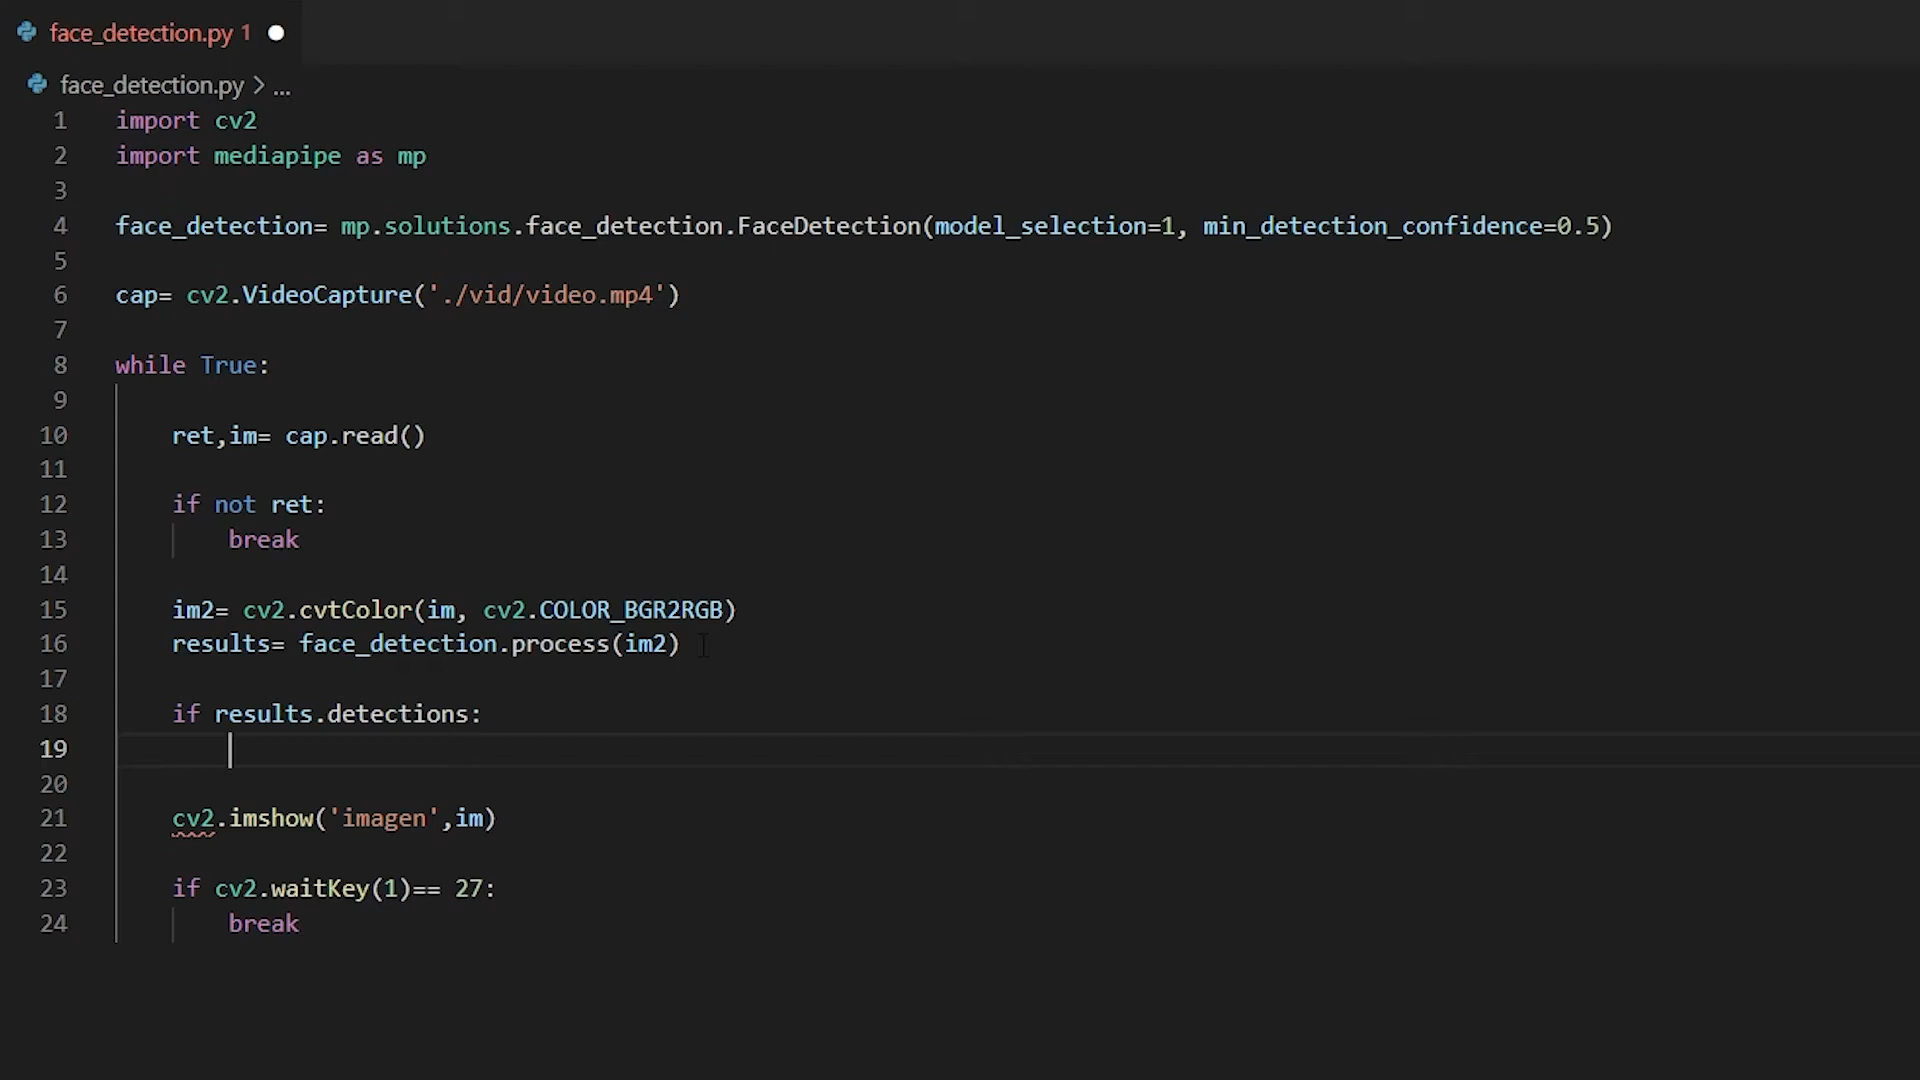 face_detection.py 1
face_detection.py > ...
1 import cv2
2 import mediapipe as mp
3
4 face_detection= mp.solutions.face_detection.FaceDetection(model_selection=1, min_detection_confidence=0.5)
5
6 cap= cv2.VideoCapture('./vid/video.mp4')
7
8 while True:
9
10 ret,im= cap.read()
11
12 if not ret:
13 break
14
15 im2= cv2.cvtColor(im, cv2.COLOR_BGR2RGB)
16 results= face_detection.process(im2)
17
18 if results.detections:
19
20
21 cv2.imshow('imagen',im)
22
23 if cv2.waitKey(1)== 27:
24 break